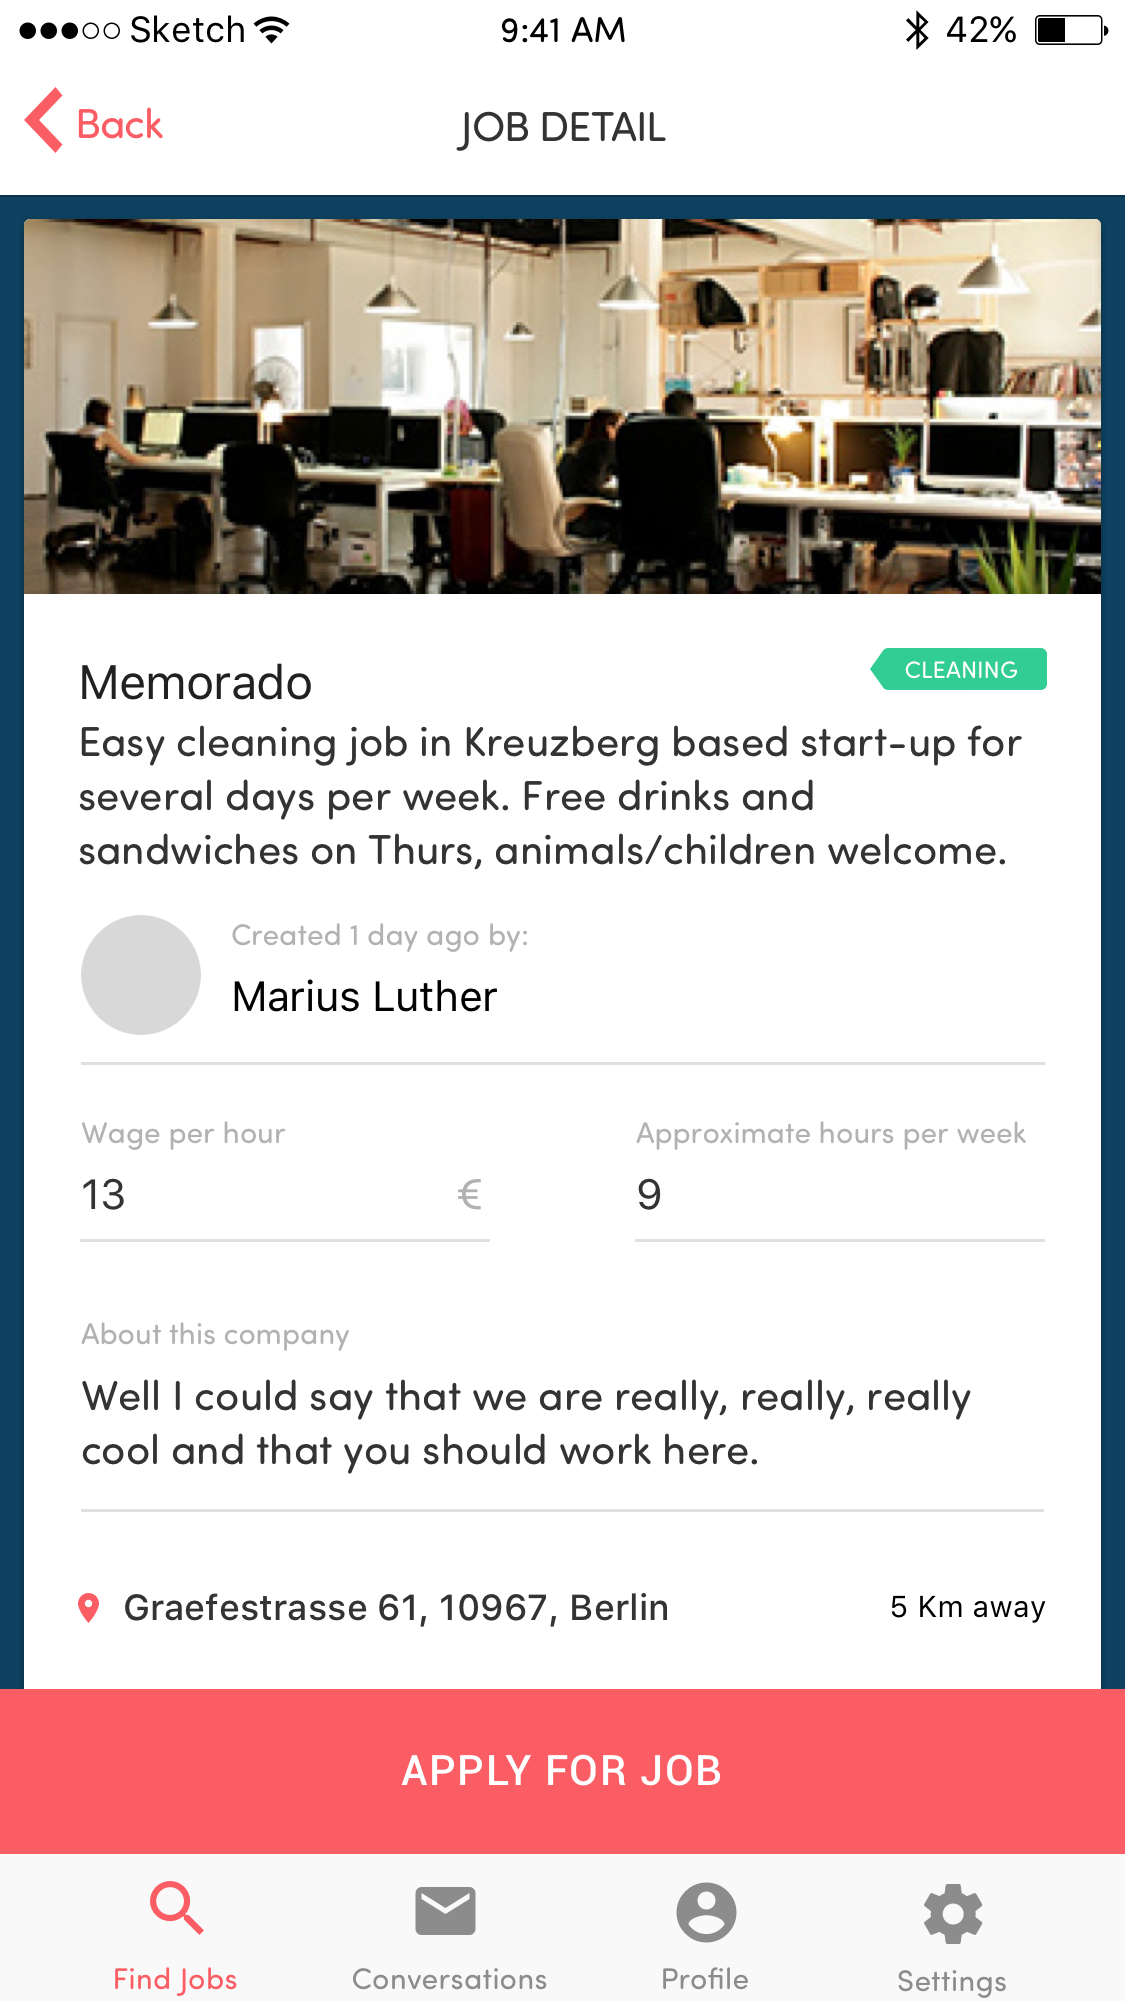 Sketch 9:41 AM 42%
Back JOB DETAIL
Memorado CLEANING
Easy cleaning job in Kreuzberg based start-up for
several days per week. Free drinks and
sandwiches on Thurs, animals/children welcome.
Created 1 day ago by:
Marius Luther
Wage per hour Approximate hours per week
13 € 9
About this company
Well I could say that we are really, really, really
cool and that you should work here.
Graefestrasse 61, 10967, Berlin 5 Km away
APPLY FOR JOB
Find Jobs Conversations Profile Settings